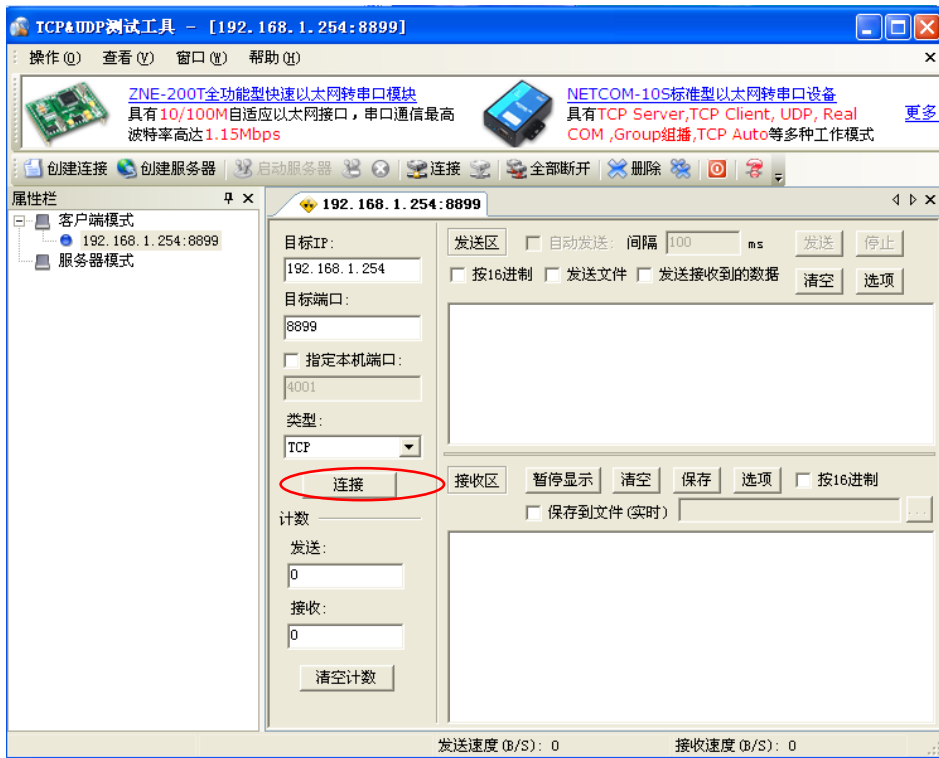 TCP&UDP测试工具 - [192.168.1.254:8899]
操作(O) 查看(V) 窗口(W) 帮助(H)
ZNE-200T全功能型快速以太网转串口模块
具有10/100M自适应以太网接口，串口通信最高
波特率高达1.15Mbps
NETCOM-10S标准型以太网转串口设备
具有TCP Server,TCP Client, UDP, Real
COM ,Group组播,TCP Auto等多种工作模式
更多
创建连接 创建服务器 启动服务器 连接 全部断开 删除
属性栏
客户端模式
192.168.1.254:8899
服务器模式
192.168.1.254:8899
目标IP:
192.168.1.254
目标端口:
8899
指定本机端口:
4001
类型:
TCP
连接
计数
发送:
0
接收:
0
清空计数
发送区 自动发送: 间隔 100 ms 发送 停止
按16进制 发送文件 发送接收到的数据 清空 选项
接收区 暂停显示 清空 保存 选项 按16进制
保存到文件(实时) ...
发送速度(B/S): 0 接收速度(B/S): 0